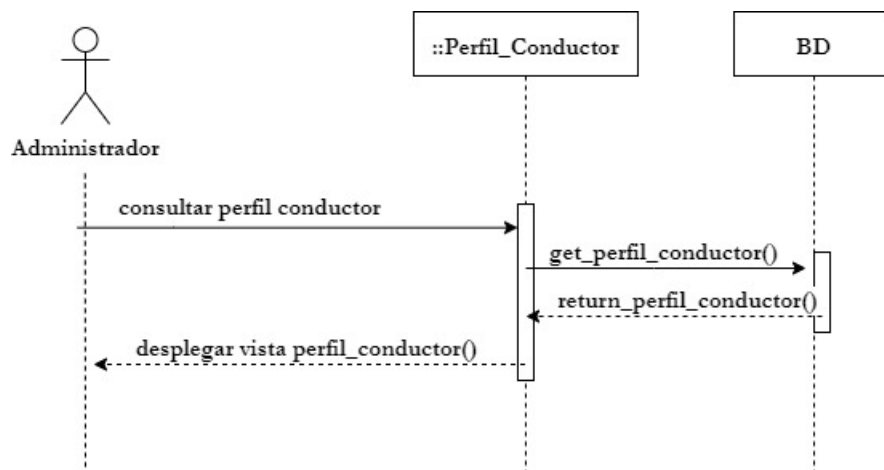 ::Perfil_Conductor
BD
Administrador
consultar perfil conductor
get_perfil_conductor()
return_perfil_conductor()
desplegar vista perfil_conductor()